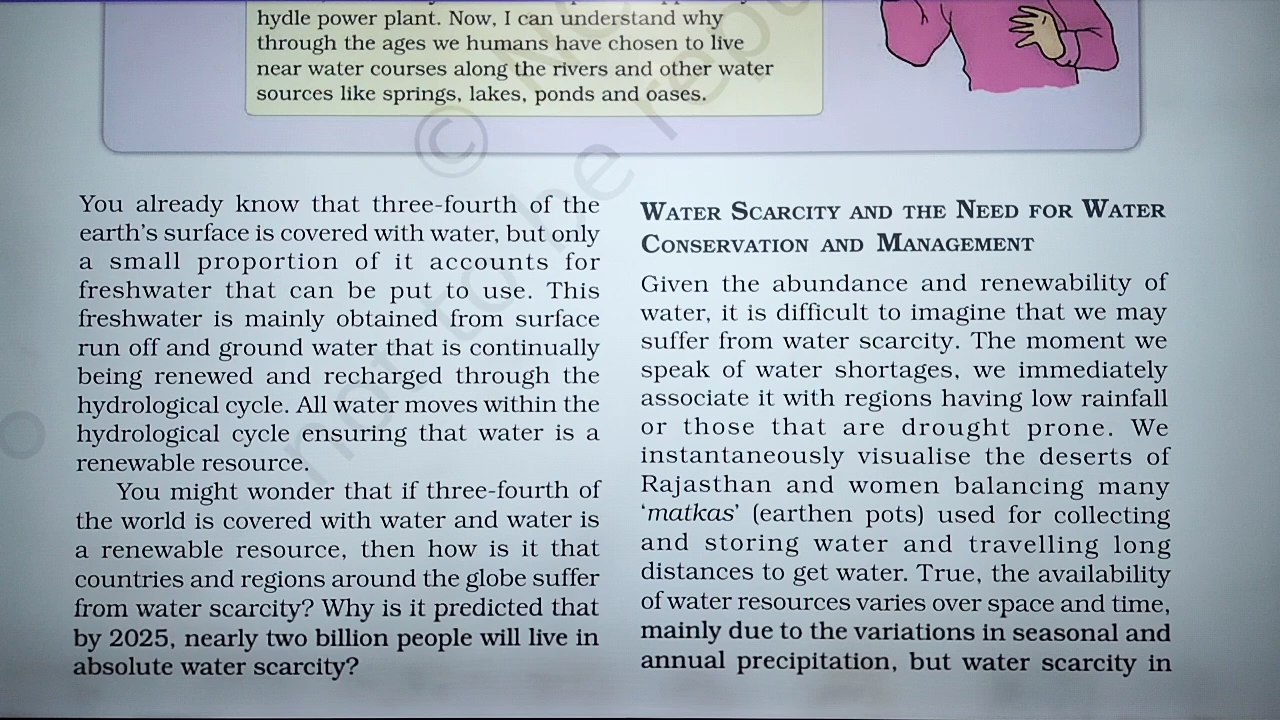 hydle power plant. Now, I can understand why
through the ages we humans have chosen to live
near water courses along the rivers and other water
sources like springs, lakes, ponds and oases.
You already know that three-fourth of the
earth's surface is covered with water, but only
a small proportion of it accounts for
freshwater that can be put to use. This
freshwater is mainly obtained from surface
run off and ground water that is continually
being renewed and recharged through the
hydrological cycle. All water moves within the
hydrological cycle ensuring that water is a
renewable resource.
You might wonder that if three-fourth of
the world is covered with water and water is
a renewable resource, then how is it that
countries and regions around the globe suffer
from water scarcity? Why is it predicted that
by 2025, nearly two billion people will live in
absolute water scarcity?
WATER SCARCITY AND THE NEED FOR WATER
CONSERVATION AND MANAGEMENT
Given the abundance and renewability of
water, it is difficult to imagine that we may
suffer from water scarcity. The moment we
speak of water shortages, we immediately
associate it with regions having low rainfall
or those that are drought prone. We
instantaneously visualise the deserts of
Rajasthan and women balancing many
‘matkas’ (earthen pots) used for collecting
and storing water and travelling long
distances to get water. True, the availability
of water resources varies over space and time,
mainly due to the variations in seasonal and
annual precipitation, but water scarcity in
©
not to be